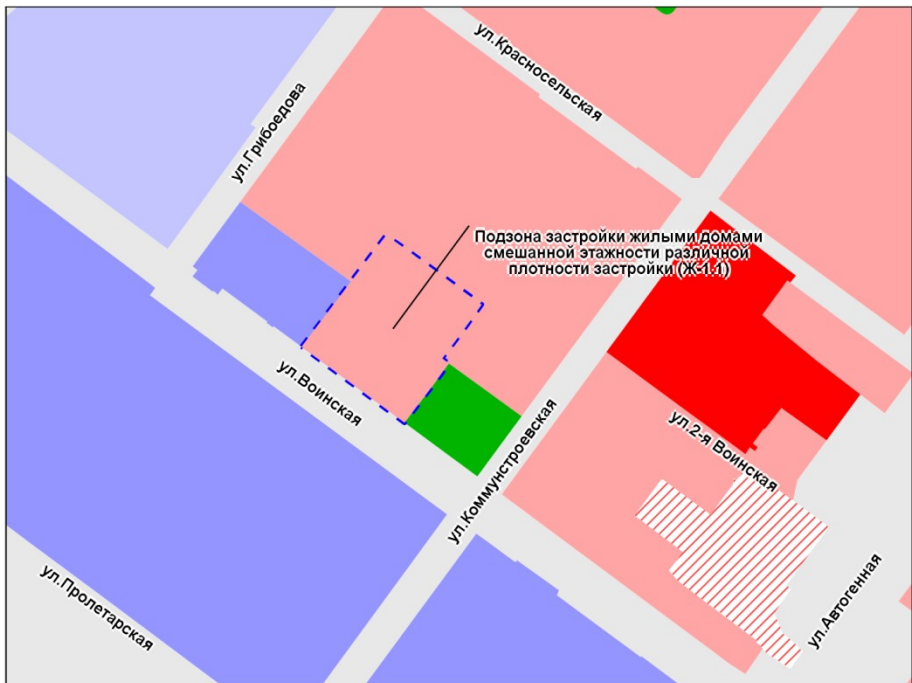 ул.Красносельская
ул.Грибоедова
Подзона застройки жилыми домами
смешанной этажности различной
плотности застройки (Ж-1.1)
ул.Воинская
ул.Коммунстроевская
ул.2-я Воинская
ул.Пролетарская
ул.Автогенная